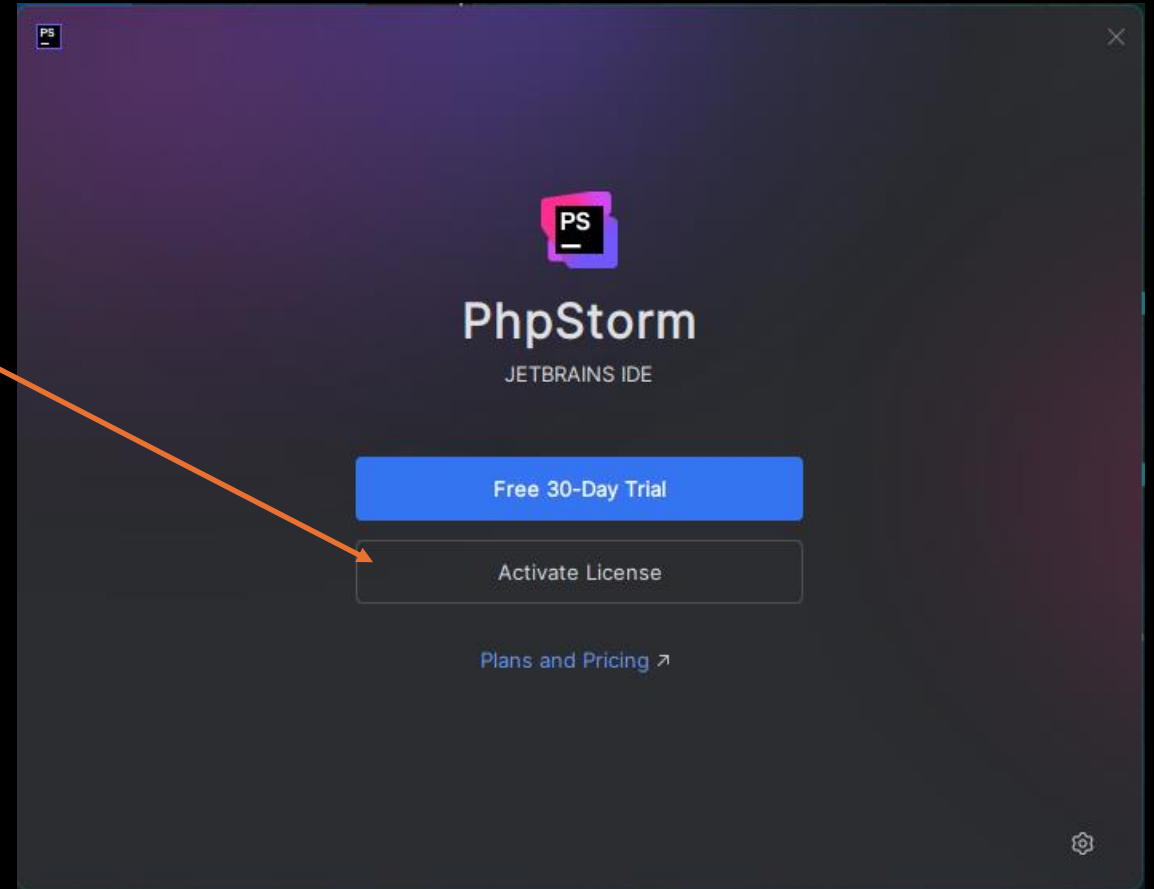 PS
PS
PhpStorm
JETBRAINS IDE
Free 30-Day Trial
Activate License
Plans and Pricing ↗